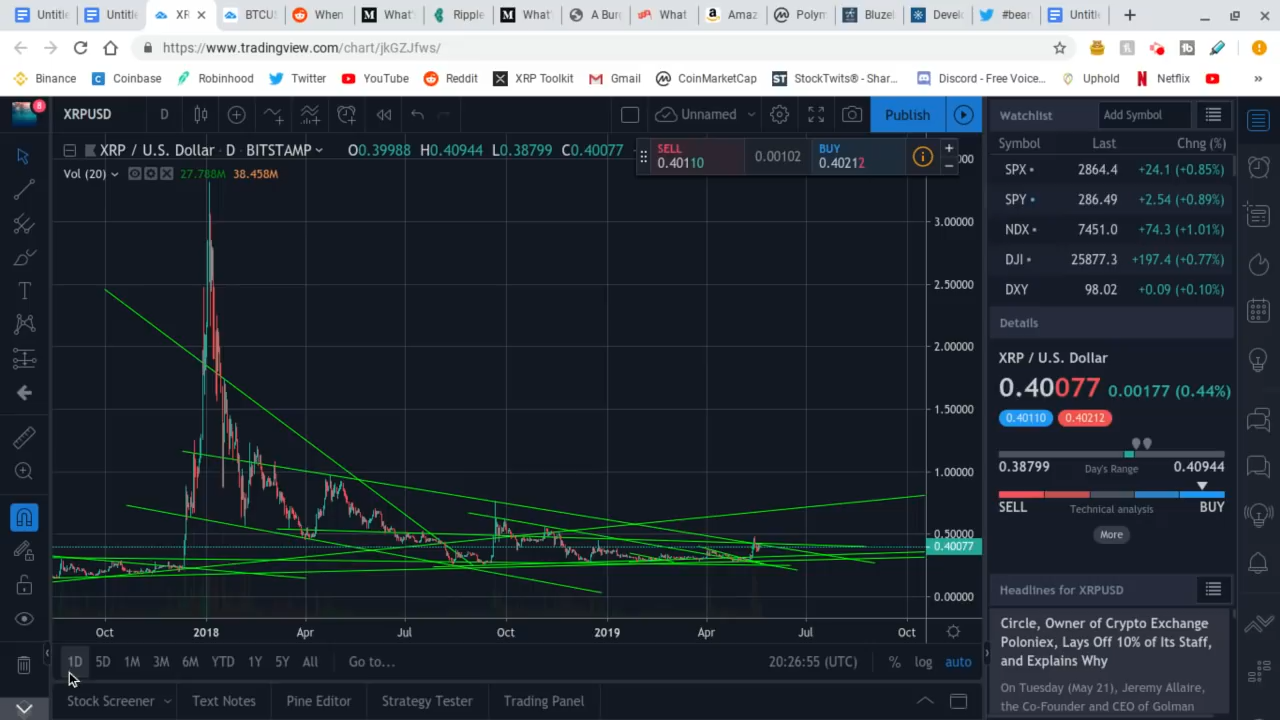 Untitl
Untitl
XR
BTCU
When
What'
Ripple
What'
A Bur
What
Amaz
Polym
Bluzel
Develo
#bear
Untitl
https://www.tradingview.com/chart/jkGZJfws/
Binance
Coinbase
Robinhood
Twitter
YouTube
Reddit
XRP Toolkit
Gmail
CoinMarketCap
StockTwits® - Shar...
Discord - Free Voice...
Uphold
Netflix
»
8
XRPUSD
D
Unnamed
Publish
XRP / U.S. Dollar · D · BITSTAMP
O0.39988 H0.40944 L0.38799 C0.40077
Vol (20)
27.788M 38.458M
SELL
0.40110
0.00102
BUY
0.40212
3.00000
2.50000
2.00000
1.50000
1.00000
0.50000
0.40077
0.00000
Oct
2018
Apr
Jul
Oct
2019
Apr
Jul
Oct
1D 5D 1M 3M 6M YTD 1Y 5Y All Go to...
20:26:55 (UTC)
% log auto
Stock Screener
Text Notes
Pine Editor
Strategy Tester
Trading Panel
Watchlist
Add Symbol
Symbol Last Chng (%)
SPX 2864.4 +24.1 (+0.85%)
SPY 286.49 +2.54 (+0.89%)
NDX 7451.0 +74.3 (+1.01%)
DJI 25877.3 +197.4 (+0.77%)
DXY 98.02 +0.09 (+0.10%)
Details
XRP / U.S. Dollar
0.40077 0.00177 (0.44%)
0.40110 0.40212
0.38799 Day's Range 0.40944
SELL Technical analysis BUY
More
Headlines for XRPUSD
Circle, Owner of Crypto Exchange
Poloniex, Lays Off 10% of Its Staff,
and Explains Why
On Tuesday (May 21), Jeremy Allaire,
the Co-Founder and CEO of Golman